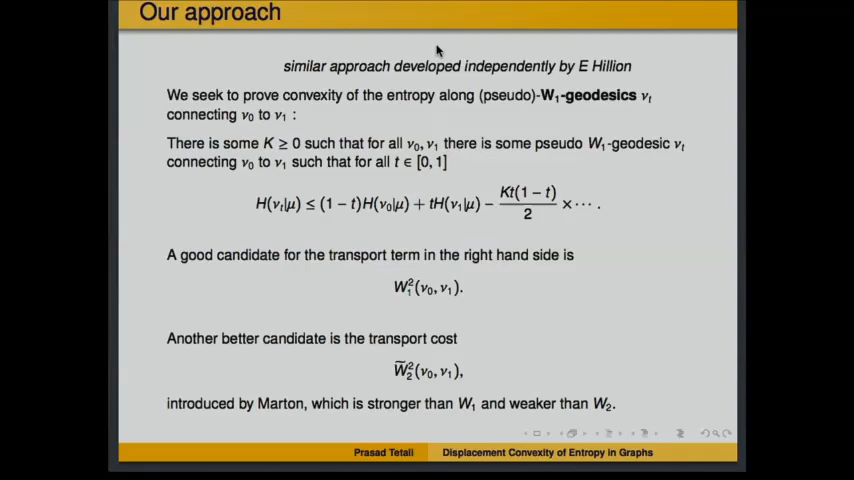 Our approach
similar approach developed independently by E Hillion
We seek to prove convexity of the entropy along (pseudo)-W₁-geodesics νₜ
connecting ν₀ to ν₁ :
There is some K ≥ 0 such that for all ν₀, ν₁ there is some pseudo W₁-geodesic νₜ
connecting ν₀ to ν₁ such that for all t ∈ [0, 1]
H(νₜ|μ) ≤ (1 − t)H(ν₀|μ) + tH(ν₁|μ) − Kt(1 − t)/2 × ··· .
A good candidate for the transport term in the right hand side is
W₁²(ν₀, ν₁).
Another better candidate is the transport cost
W̃₂²(ν₀, ν₁),
introduced by Marton, which is stronger than W₁ and weaker than W₂.
Prasad Tetali Displacement Convexity of Entropy in Graphs